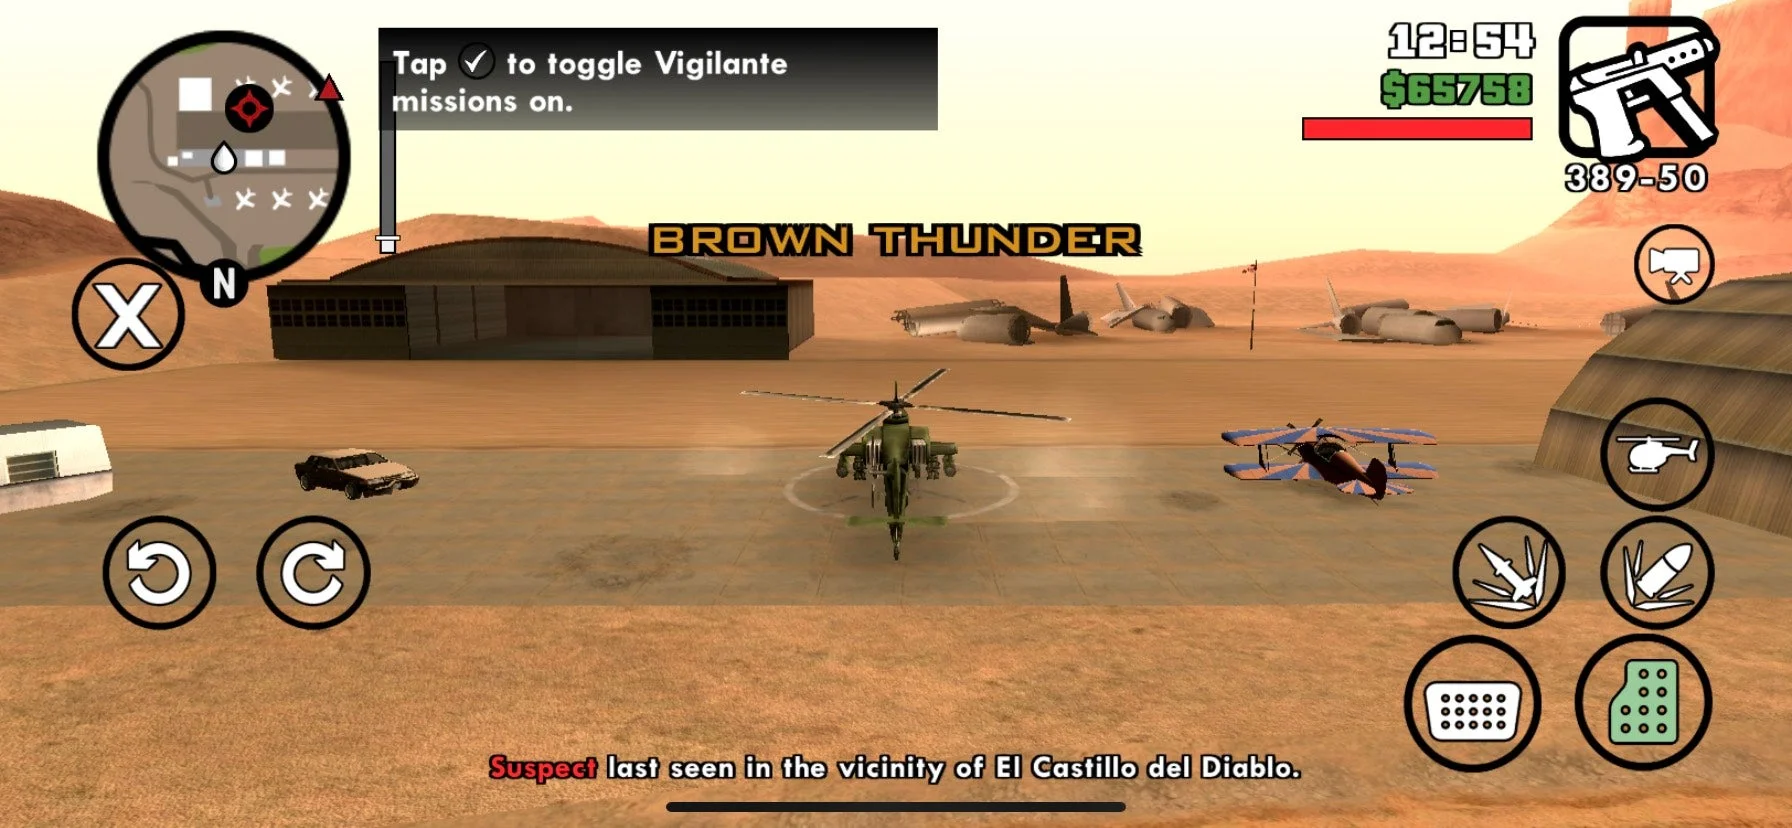 Tap ✓ to toggle Vigilante
missions on.
12:54
$65758
389-50
BROWN THUNDER
N
Suspect last seen in the vicinity of El Castillo del Diablo.